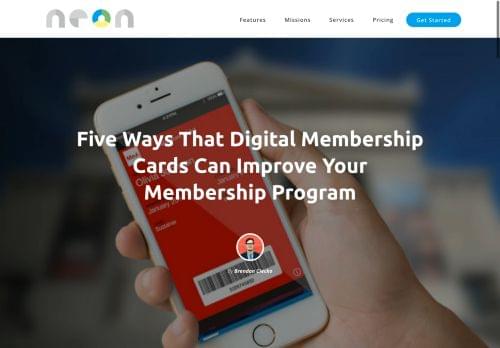 neon
Features
Missions
Services
Pricing
Get Started
Five Ways That Digital Membership
Cards Can Improve Your
Membership Program
By Brendan Ciecko